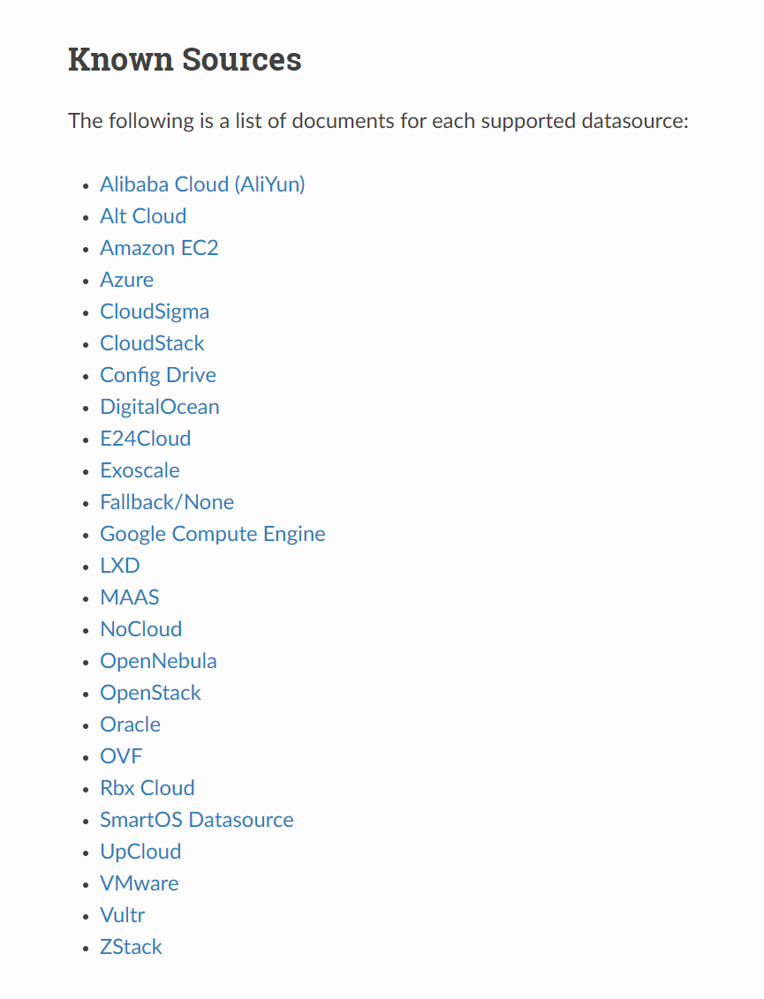 Known Sources
The following is a list of documents for each supported datasource:
• Alibaba Cloud (AliYun)
• Alt Cloud
• Amazon EC2
• Azure
• CloudSigma
• CloudStack
• Config Drive
• DigitalOcean
• E24Cloud
• Exoscale
• Fallback/None
• Google Compute Engine
• LXD
• MAAS
• NoCloud
• OpenNebula
• OpenStack
• Oracle
• OVF
• Rbx Cloud
• SmartOS Datasource
• UpCloud
• VMware
• Vultr
• ZStack